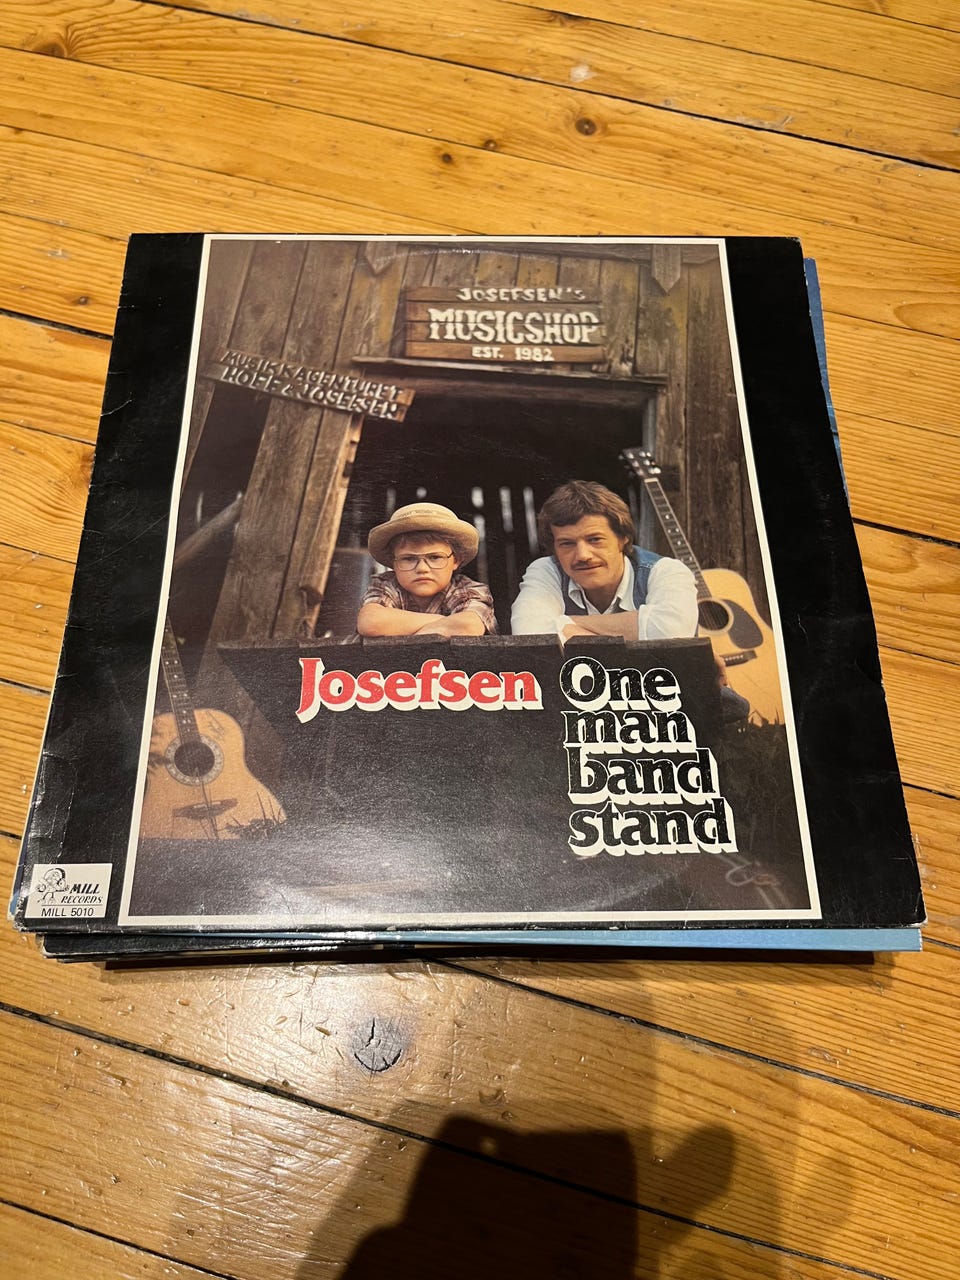 JOSEFSEN'S
MUSICSHOP
EST. 1982
MUSIKKAGENTURET
HOFF & JOSEFSEN
Josefsen
One
man
band
stand
MILL
RECORDS
MILL 5010